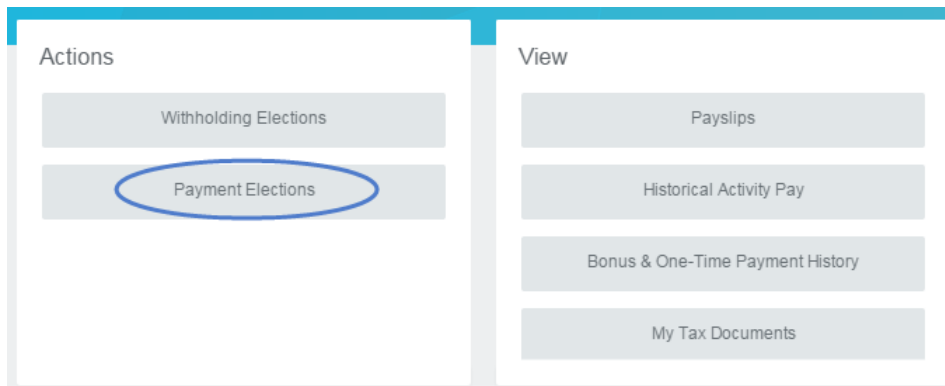 Actions
Withholding Elections
Payment Elections
View
Payslips
Historical Activity Pay
Bonus & One-Time Payment History
My Tax Documents